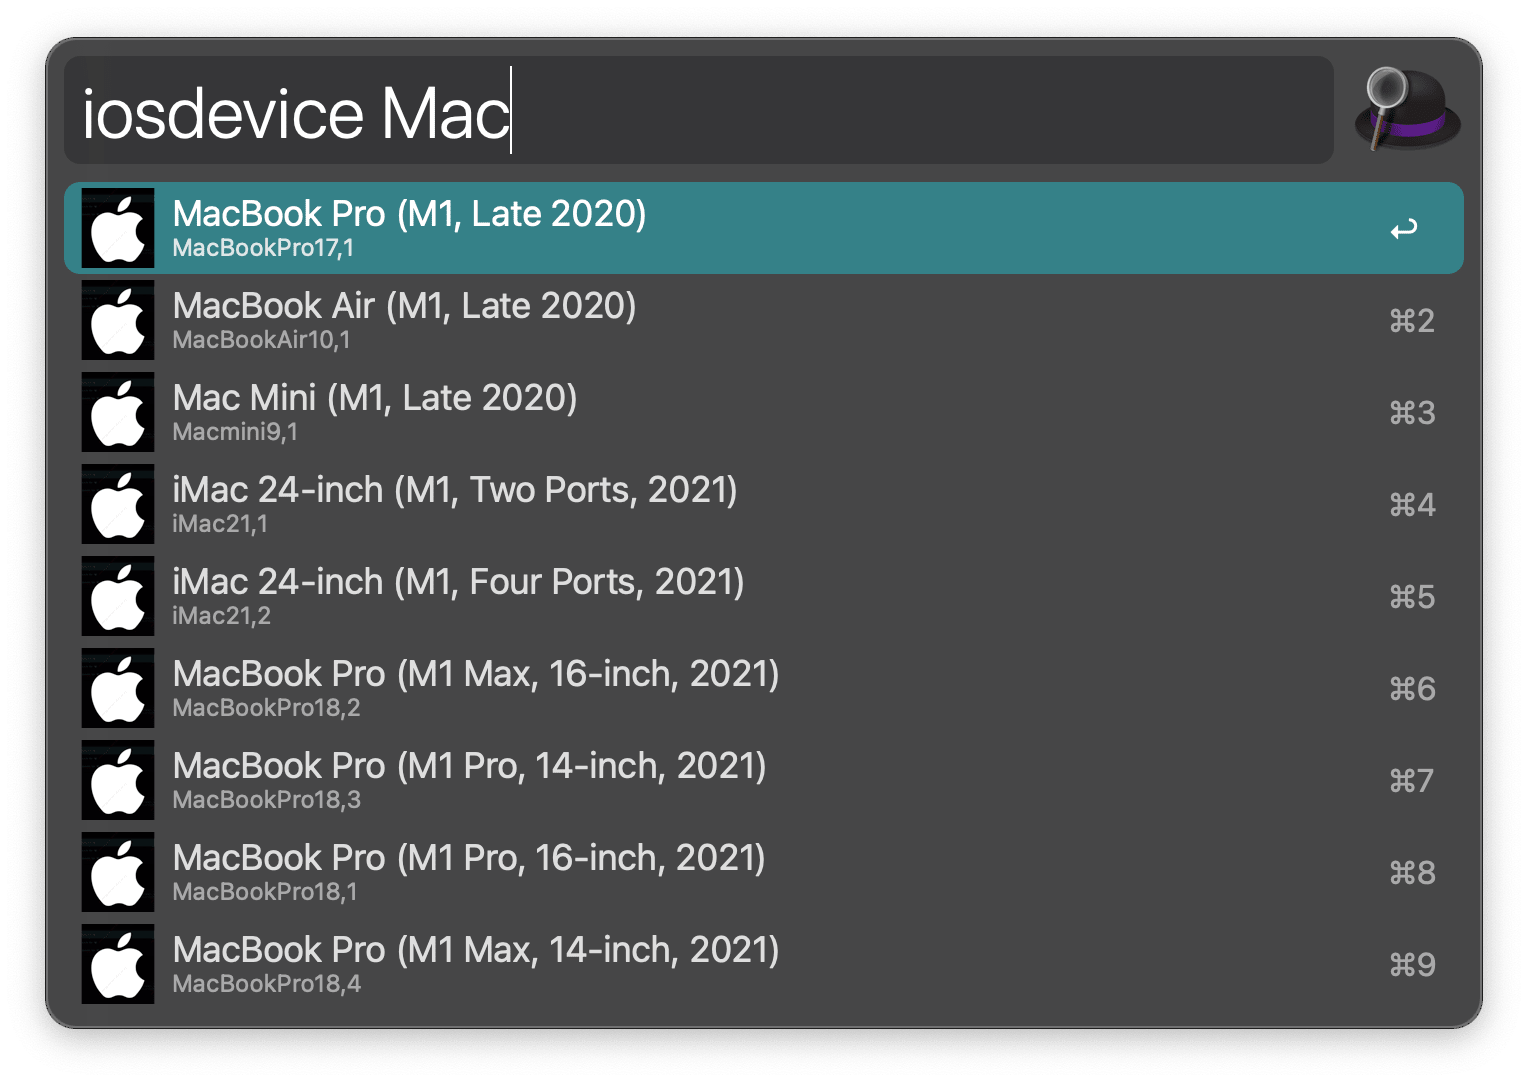 iosdevice Mac
MacBook Pro (M1, Late 2020)
MacBookPro17,1
MacBook Air (M1, Late 2020)
MacBookAir10,1
⌘2
Mac Mini (M1, Late 2020)
Macmini9,1
⌘3
iMac 24-inch (M1, Two Ports, 2021)
iMac21,1
⌘4
iMac 24-inch (M1, Four Ports, 2021)
iMac21,2
⌘5
MacBook Pro (M1 Max, 16-inch, 2021)
MacBookPro18,2
⌘6
MacBook Pro (M1 Pro, 14-inch, 2021)
MacBookPro18,3
⌘7
MacBook Pro (M1 Pro, 16-inch, 2021)
MacBookPro18,1
⌘8
MacBook Pro (M1 Max, 14-inch, 2021)
MacBookPro18,4
⌘9